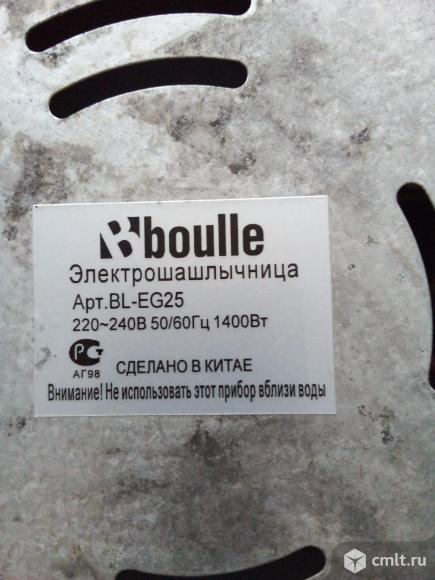 boulle
Электрошашлычница
Арт.BL-EG25
220~240В 50/60Гц 1400Вт
АГ98
СДЕЛАНО В КИТАЕ
Внимание! Не использовать этот прибор вблизи воды
cmlt.ru